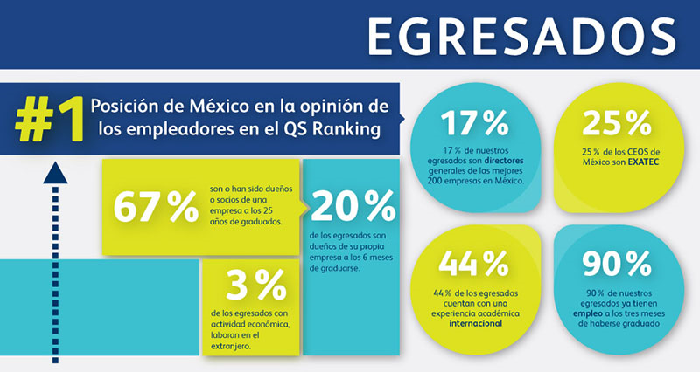 EGRESADOS
#1
Posición de México en la opinión de
los empleadores en el QS Ranking
67%
son o han sido dueños
o socios de una
empresa a los 25
años de graduados.
20%
de los egresados son
dueños de su propia
empresa a los 6 meses
de graduarse.
3%
de los egresados con
actividad económica,
laboran en el
extranjero.
17%
17% de nuestros
egresados son directores
generales de las mejores
200 empresas en México.
25%
25% de los CEOS de
México son EXATEC
44%
44% de los egresados
cuentan con una
experiencia académica
internacional
90%
90% de nuestros
egresados ya tienen
empleo a los tres meses
de haberse graduado